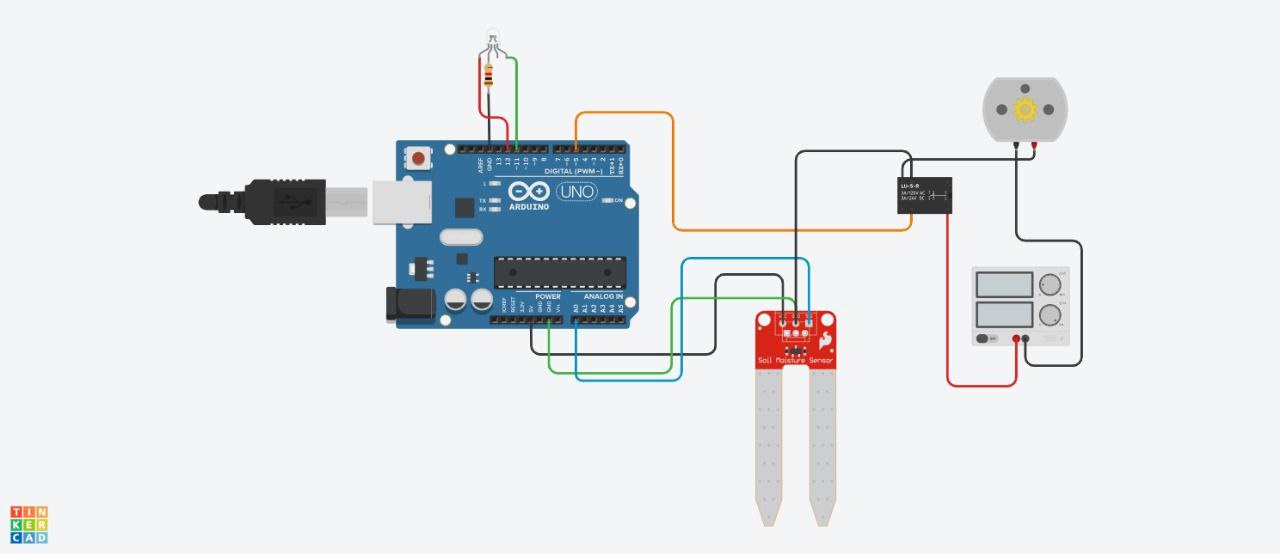 AREF
GND
13
12
~11
~10
~9
8
7
~6
~5
4
~3
2
TX→1
RX←0
DIGITAL (PWM~)
L
TX
RX
UNO
ARDUINO
ON
POWER
ANALOG IN
IOREF
RESET
3.3V
5V
GND
GND
Vin
A0
A1
A2
A3
A4
A5
LU-5-R
3A/120V AC
3A/24V DC
Soil Moisture Sensor
TIN
KER
CAD